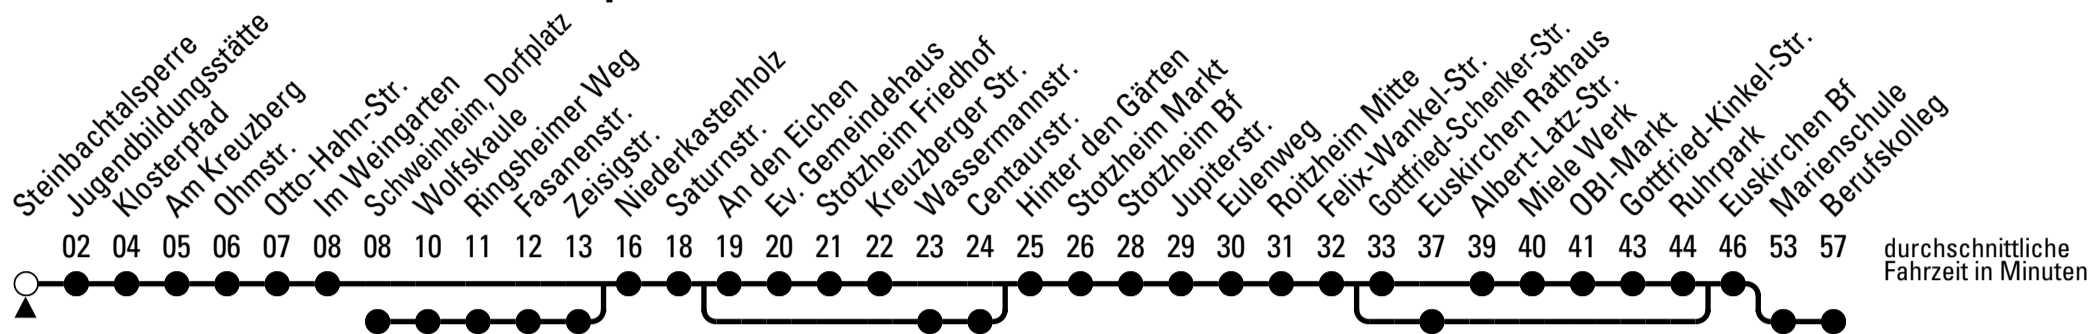 Steinbachtalsperre
Jugendbildungsstätte
Klosterpfad
Am Kreuzberg
Ohmstr.
Otto-Hahn-Str.
Im Weingarten
Schweinheim, Dorfplatz
Wolfskaule
Ringsheimer Weg
Fasanenstr.
Zeisigstr.
Niederkastenholz
Saturnstr.
An den Eichen
Ev. Gemeindehaus
Stotzheim Friedhof
Kreuzberger Str.
Wassermannstr.
Centaurstr.
Hinter den Gärten
Stotzheim Markt
Stotzheim Bf
Jupiterstr.
Eulenweg
Roitzheim Mitte
Felix-Wankel-Str.
Gottfried-Schenker-Str.
Euskirchen Rathaus
Albert-Latz-Str.
Miele Werk
OBI-Markt
Gottfried-Kinkel-Str.
Ruhrpark
Euskirchen Bf
Marienschule
Berufskolleg
02 04 05 06 07 08 08 10 11 12 13 16 18 19 20 21 22 23 24 25 26 28 29 30 31 32 33 37 39 40 41 43 44 46 53 57
durchschnittliche
Fahrzeit in Minuten